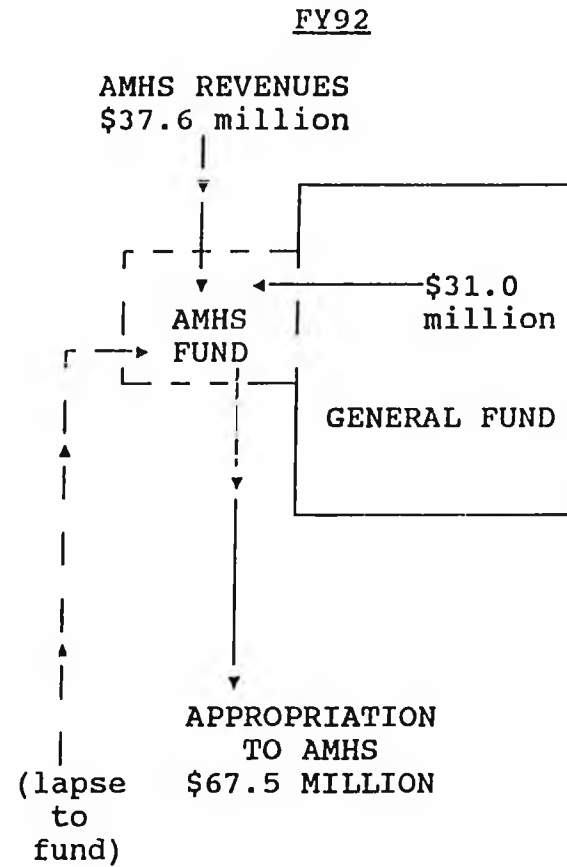 FY92
AMHS REVENUES
$37.6 million
$31.0
million
AMHS
FUND
GENERAL FUND
APPROPRIATION
TO AMHS
$67.5 MILLION
(lapse
to
fund)